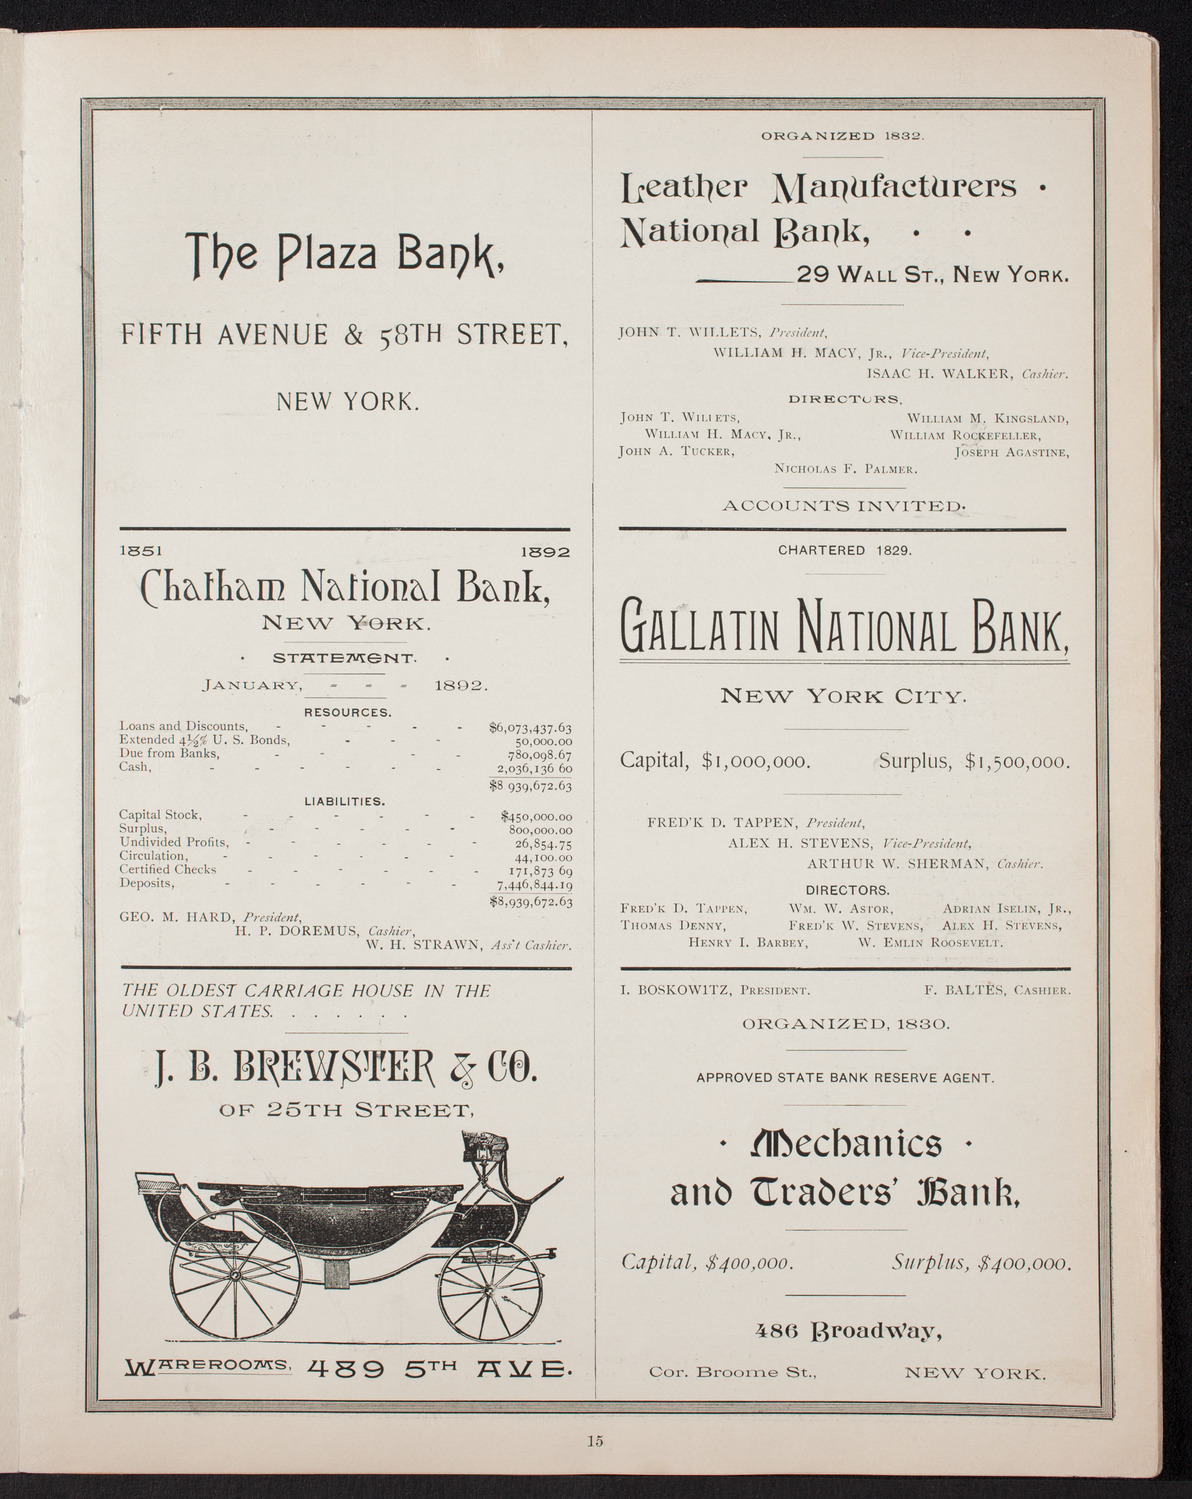 The Plaza Bank,
FIFTH AVENUE & 58TH STREET,
NEW YORK.
1851 1892
Chatham National Bank,
NEW YORK.
· STATEMENT. ·
JANUARY, - - - 1892.
RESOURCES.
Loans and Discounts, - - - - - $6,073,437.63
Extended 4½% U. S. Bonds, - - - 50,000.00
Due from Banks, - - - - 780,098.67
Cash, - - - - - - 2,036,136 60
$8 939,672.63
LIABILITIES.
Capital Stock, - - - - - - $450,000.00
Surplus, - - - - - - 800,000.00
Undivided Profits, - - - - - - 26,854.75
Circulation, - - - - - - 44,100.00
Certified Checks - - - - - - 171,873 69
Deposits, - - - - - - 7,446,844.19
$8,939,672.63
GEO. M. HARD, President,
H. P. DOREMUS, Cashier,
W. H. STRAWN, Ass't Cashier.
THE OLDEST CARRIAGE HOUSE IN THE
UNITED STATES. . . . . . .
J. B. BREWSTER & CO.
OF 25TH STREET,
WAREROOMS, 489 5TH AVE.
ORGANIZED 1832.
Leather Manufacturers ·
National Bank, · ·
29 WALL ST., NEW YORK.
JOHN T. WILLETS, President,
WILLIAM H. MACY, JR., Vice-President,
ISAAC H. WALKER, Cashier.
DIRECTORS.
JOHN T. WILLETS, WILLIAM M. KINGSLAND,
WILLIAM H. MACY, JR., WILLIAM ROCKEFELLER,
JOHN A. TUCKER, JOSEPH AGASTINE,
NICHOLAS F. PALMER.
ACCOUNTS INVITED.
CHARTERED 1829.
GALLATIN NATIONAL BANK,
NEW YORK CITY.
Capital, $1,000,000. Surplus, $1,500,000.
FRED'K D. TAPPEN, President,
ALEX H. STEVENS, Vice-President,
ARTHUR W. SHERMAN, Cashier.
DIRECTORS.
FRED'K D. TAPPEN, WM. W. ASTOR, ADRIAN ISELIN, JR.,
THOMAS DENNY, FRED'K W. STEVENS, ALEX H. STEVENS,
HENRY I. BARBEY, W. EMLIN ROOSEVELT.
I. BOSKOWITZ, PRESIDENT. F. BALTES, CASHIER.
ORGANIZED, 1830.
APPROVED STATE BANK RESERVE AGENT.
· Mechanics ·
and Traders' Bank,
Capital, $400,000. Surplus, $400,000.
486 Broadway,
Cor. Broome St., NEW YORK.
15